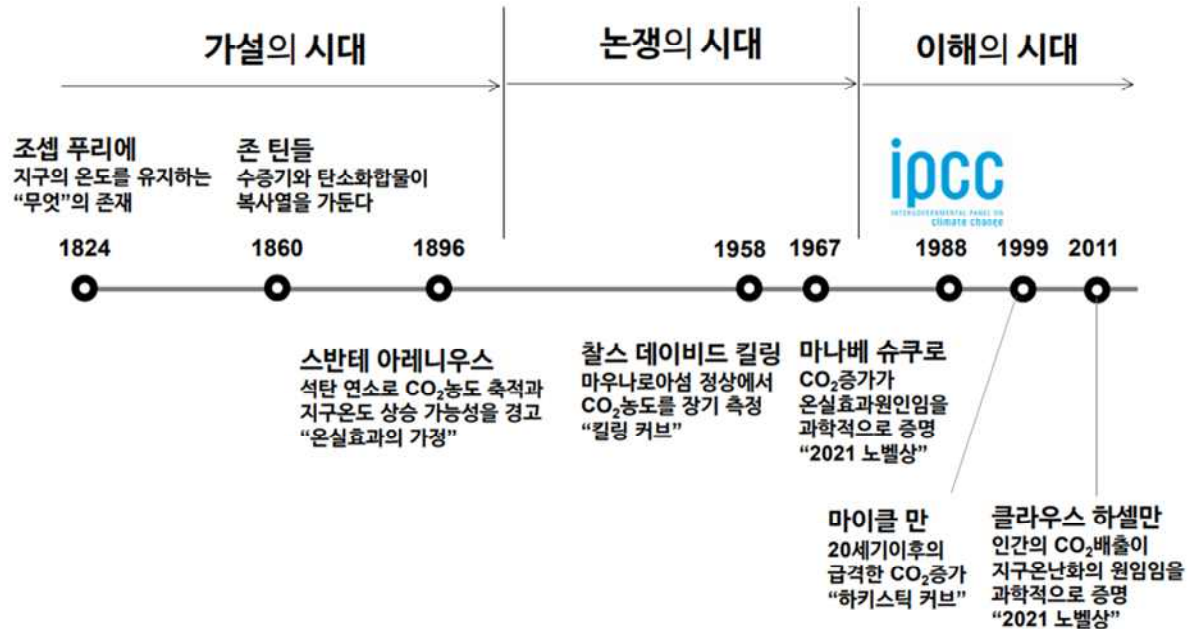 가설의 시대
논쟁의 시대
이해의 시대
조셉 푸리에
지구의 온도를 유지하는
“무엇”의 존재
존 틴들
수증기와 탄소화합물이
복사열을 가둔다
ipcc
INTERGOVERNMENTAL PANEL ON
climate change
1824
1860
1896
1958
1967
1988
1999
2011
스반테 아레니우스
석탄 연소로 CO₂농도 축적과
지구온도 상승 가능성을 경고
“온실효과의 가정”
찰스 데이비드 킬링
마우나로아섬 정상에서
CO₂농도를 장기 측정
“킬링 커브”
마나베 슈쿠로
CO₂증가가
온실효과원인임을
과학적으로 증명
“2021 노벨상”
마이클 만
20세기이후의
급격한 CO₂증가
“하키스틱 커브”
클라우스 하셀만
인간의 CO₂배출이
지구온난화의 원임임을
과학적으로 증명
“2021 노벨상”